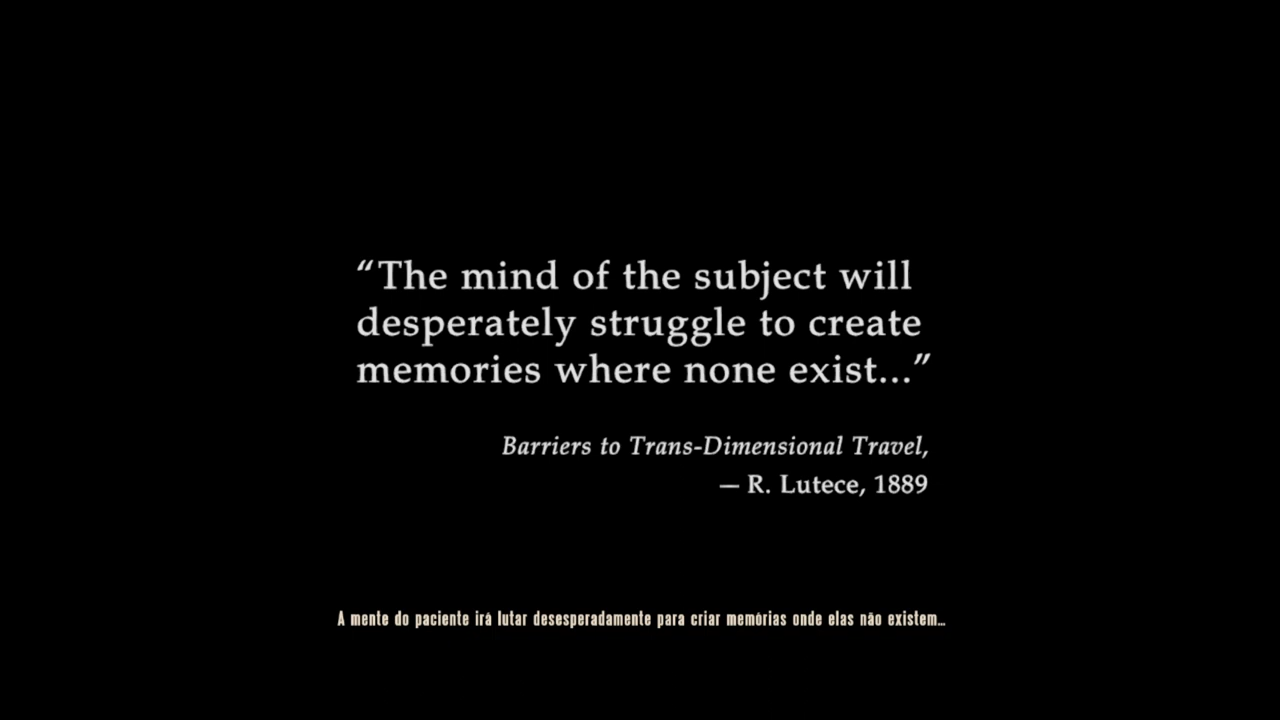 “The mind of the subject will
desperately struggle to create
memories where none exist...”
Barriers to Trans-Dimensional Travel,
— R. Lutece, 1889
A mente do paciente irá lutar desesperadamente para criar memórias onde elas não existem...